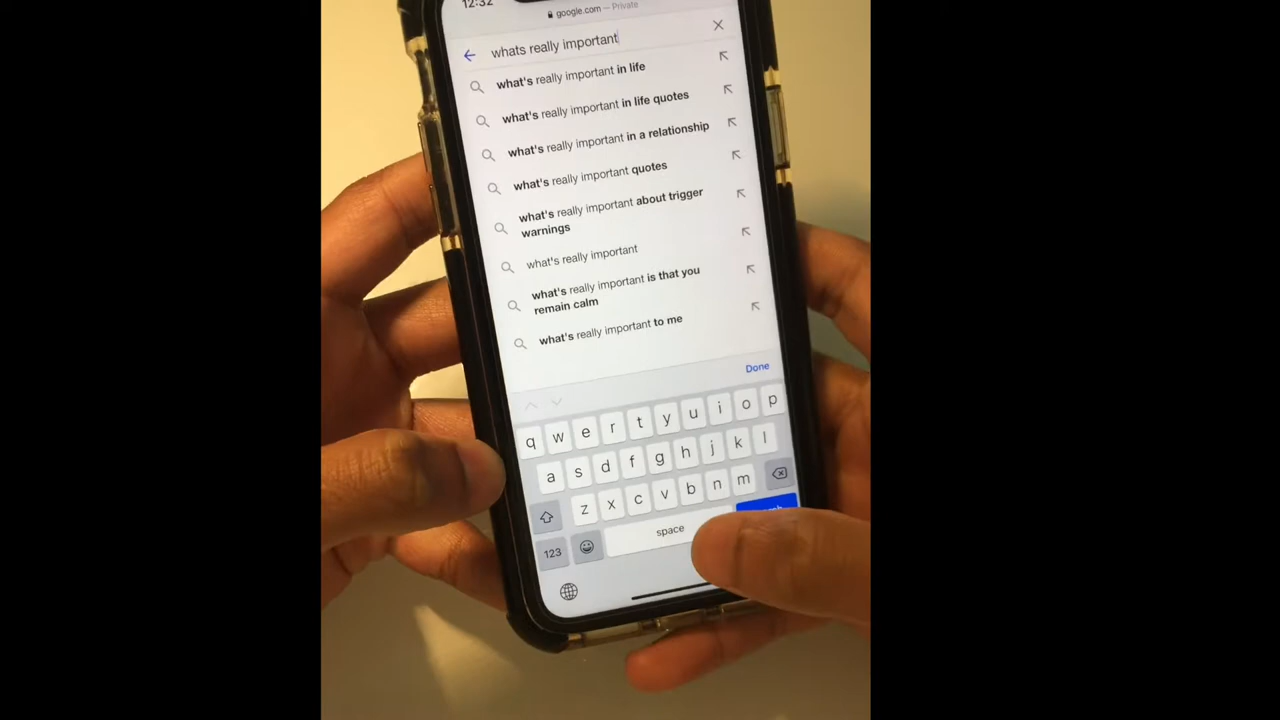 12:32
google.com — Private
whats really important
what's really important in life
what's really important in life quotes
what's really important in a relationship
what's really important quotes
what's really important about trigger
warnings
what's really important
what's really important is that you
remain calm
what's really important to me
Done
q w e r t y u i o p
a s d f g h j k l
z x c v b n m
123 space